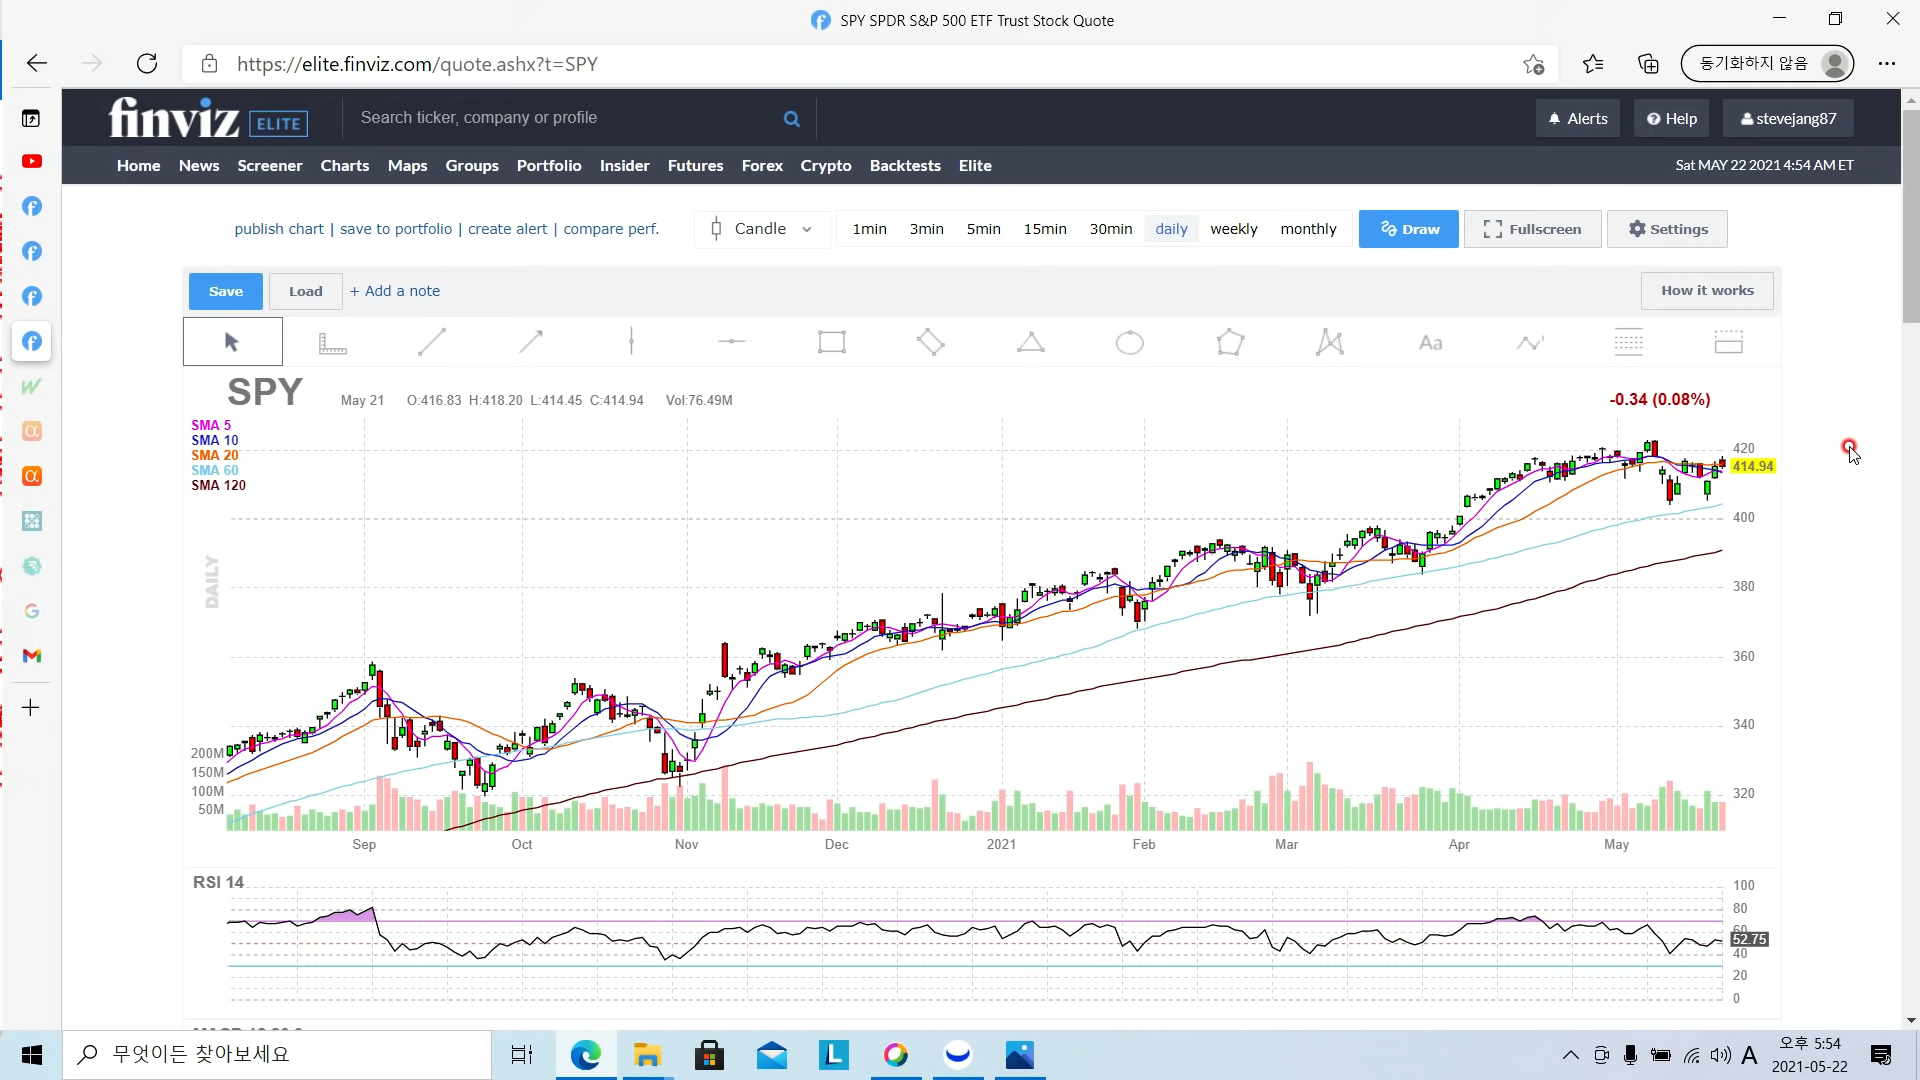 SPY SPDR S&P 500 ETF Trust Stock Quote
https://elite.finviz.com/quote.ashx?t=SPY
동기화하지 않음
finviz ELITE
Search ticker, company or profile
Alerts
Help
stevejang87
Home News Screener Charts Maps Groups Portfolio Insider Futures Forex Crypto Backtests Elite
Sat MAY 22 2021 4:54 AM ET
publish chart | save to portfolio | create alert | compare perf.
Candle
1min 3min 5min 15min 30min daily weekly monthly
Draw
Fullscreen
Settings
Save
Load
+ Add a note
How it works
Aa
SPY
May 21 O:416.83 H:418.20 L:414.45 C:414.94 Vol:76.49M
-0.34 (0.08%)
SMA 5
SMA 10
SMA 20
SMA 60
SMA 120
DAILY
420
414.94
400
380
360
340
320
200M
150M
100M
50M
Sep Oct Nov Dec 2021 Feb Mar Apr May
RSI 14
100
80
60
52.75
40
20
0
무엇이든 찾아보세요
L
A
오후 5:54
2021-05-22